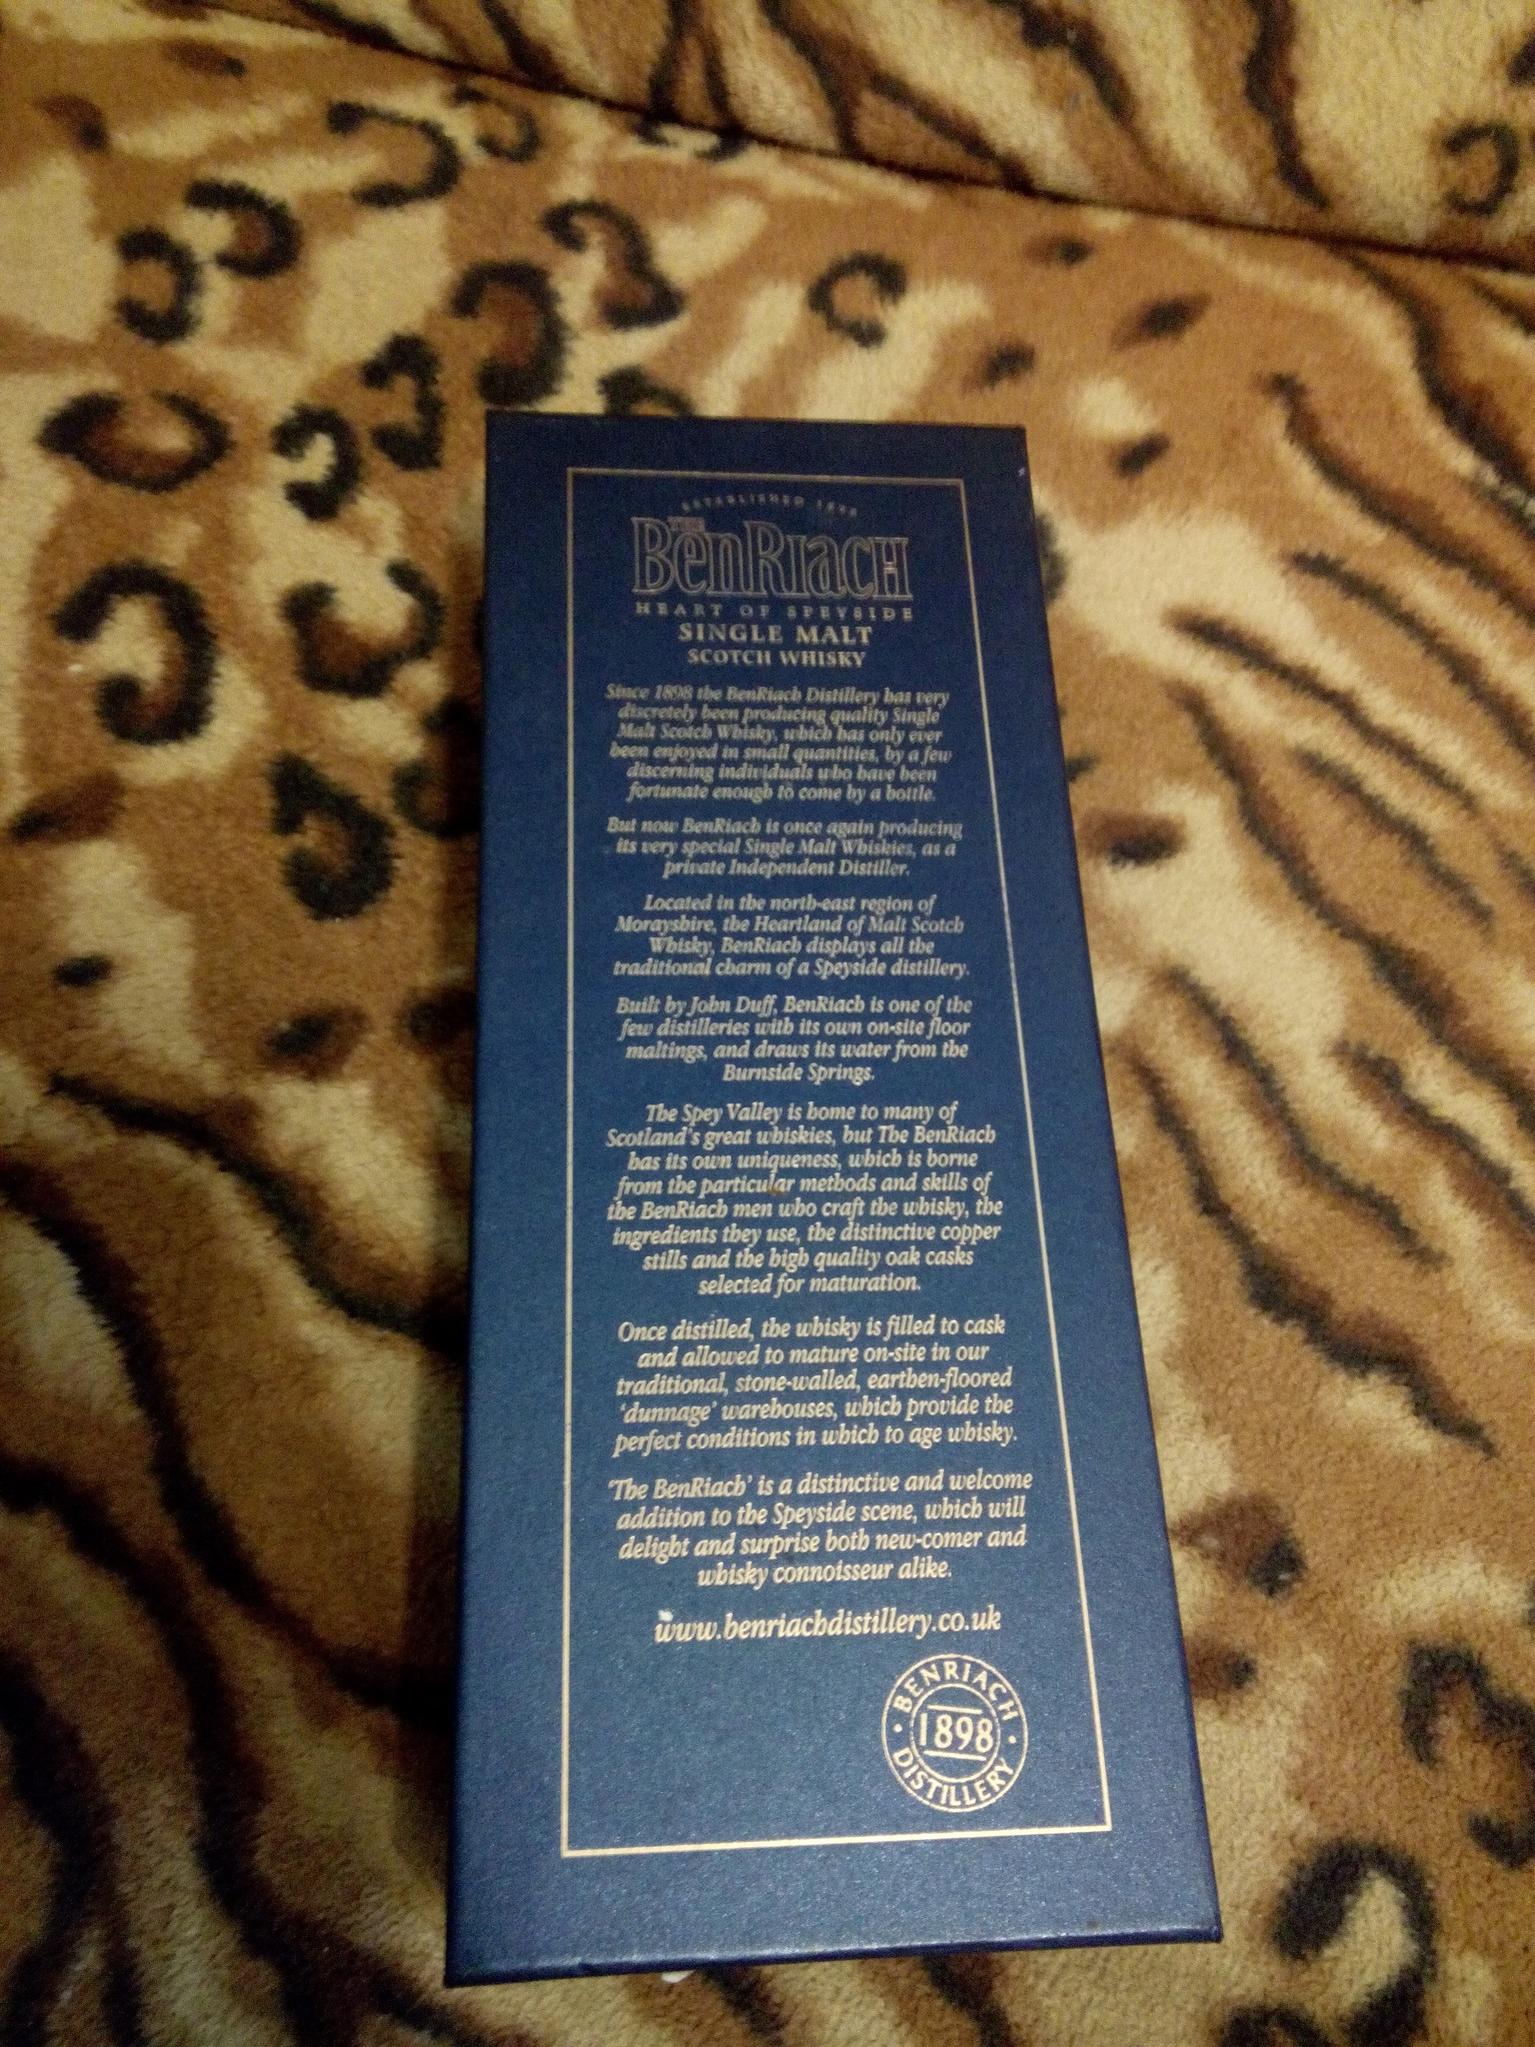 ESTABLISHED 1898
THE
BENRIACH
HEART OF SPEYSIDE
SINGLE MALT
SCOTCH WHISKY
Since 1898 the BenRiach Distillery has very
discretely been producing quality Single
Malt Scotch Whisky, which has only ever
been enjoyed in small quantities, by a few
discerning individuals who have been
fortunate enough to come by a bottle.
But now BenRiach is once again producing
its very special Single Malt Whiskies, as a
private Independent Distiller.
Located in the north-east region of
Morayshire, the Heartland of Malt Scotch
Whisky, BenRiach displays all the
traditional charm of a Speyside distillery.
Built by John Duff, BenRiach is one of the
few distilleries with its own on-site floor
maltings, and draws its water from the
Burnside Springs.
The Spey Valley is home to many of
Scotland's great whiskies, but The BenRiach
has its own uniqueness, which is borne
from the particular methods and skills of
the BenRiach men who craft the whisky, the
ingredients they use, the distinctive copper
stills and the high quality oak casks
selected for maturation.
Once distilled, the whisky is filled to cask
and allowed to mature on-site in our
traditional, stone-walled, earthen-floored
'dunnage' warehouses, which provide the
perfect conditions in which to age whisky.
'The BenRiach' is a distinctive and welcome
addition to the Speyside scene, which will
delight and surprise both new-comer and
whisky connoisseur alike.
www.benriachdistillery.co.uk
BENRIACH
1898
DISTILLERY